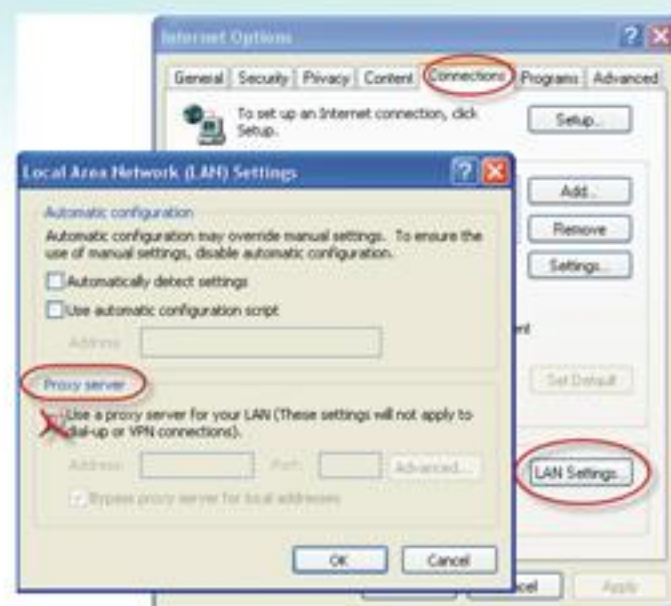 Internet Options
General Security Privacy Content Connections Programs Advanced
To set up an Internet connection, click
Setup.
Setup...
Add...
Remove
Settings...
Set Default
LAN Settings...
Apply
Local Area Network (LAN) Settings
Automatic configuration
Automatic configuration may override manual settings. To ensure the
use of manual settings, disable automatic configuration.
Automatically detect settings
Use automatic configuration script
Address
Proxy server
Use a proxy server for your LAN (These settings will not apply to
dial-up or VPN connections).
Address: Port: Advanced...
Bypass proxy server for local addresses
OK Cancel